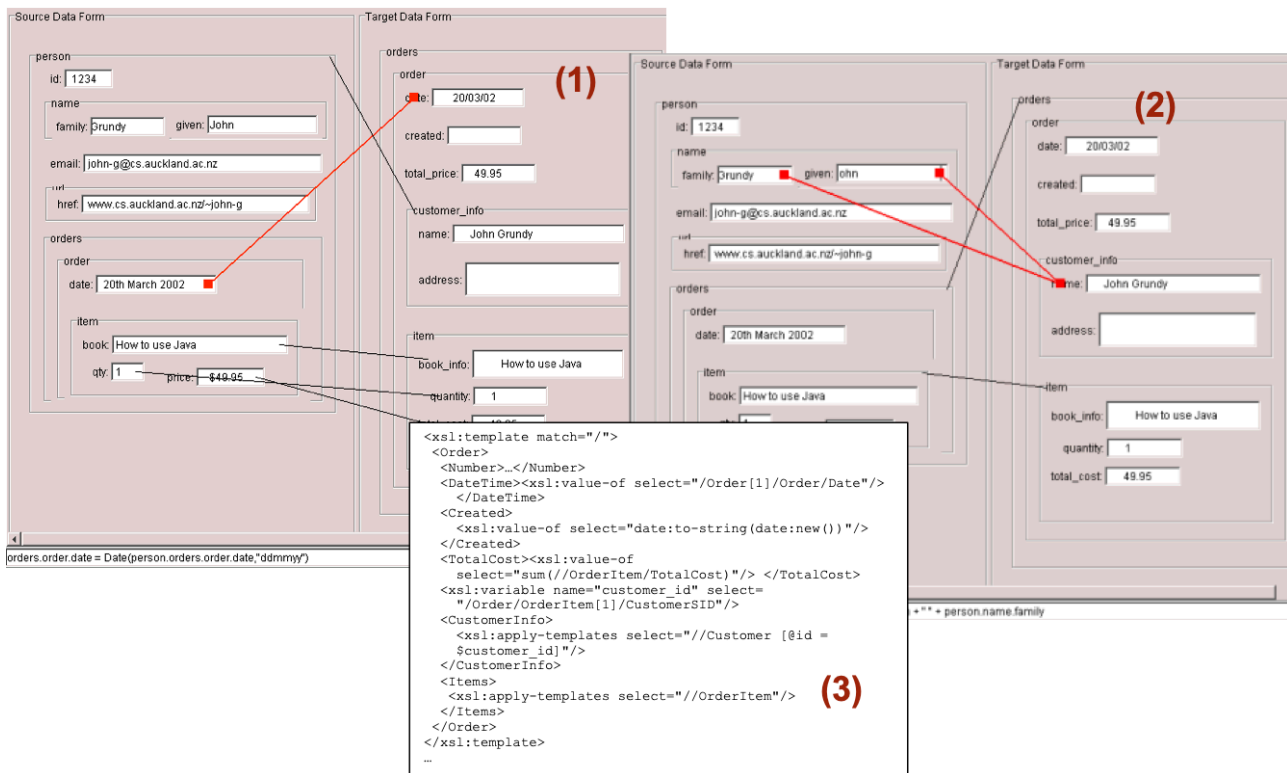 Source Data Form
Target Data Form
person
id: 1234
name
family: Grundy given: John
email: john-g@cs.auckland.ac.nz
url
href: www.cs.auckland.ac.nz/~john-g
orders
order
date: 20th March 2002
item
book: How to use Java
qty: 1 price: $49.95
orders
order
date: 20/03/02
(1)
created:
total_price: 49.95
customer_info
name: John Grundy
address:
item
book_info: How to use Java
quantity: 1
orders.order.date = Date(person.orders.order.date,"ddmmyy")
Source Data Form
Target Data Form
person
id: 1234
name
family: Grundy given: ohn
email: john-g@cs.auckland.ac.nz
url
href: www.cs.auckland.ac.nz/~john-g
orders
order
date: 20th March 2002
item
book: How to use Java
orders
(2)
order
date: 20/03/02
created:
total_price: 49.95
customer_info
name: John Grundy
address:
item
book_info: How to use Java
quantity: 1
total_cost: 49.95
+ " " + person.name.family
<xsl:template match="/">
<Order>
<Number>…</Number>
<DateTime><xsl:value-of select="/Order[1]/Order/Date"/>
</DateTime>
<Created>
<xsl:value-of select="date:to-string(date:new())"/>
</Created>
<TotalCost><xsl:value-of
select="sum(//OrderItem/TotalCost)"/> </TotalCost>
<xsl:variable name="customer_id" select=
"/Order/OrderItem[1]/CustomerSID"/>
<CustomerInfo>
<xsl:apply-templates select="//Customer [@id =
$customer_id]"/>
</CustomerInfo>
<Items>
<xsl:apply-templates select="//OrderItem"/>
</Items>
</Order>
</xsl:template>
…
(3)